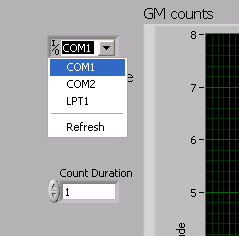 GM counts
I/O COM1
COM1
COM2
LPT1
Refresh
Count Duration
1
8
7
6
5